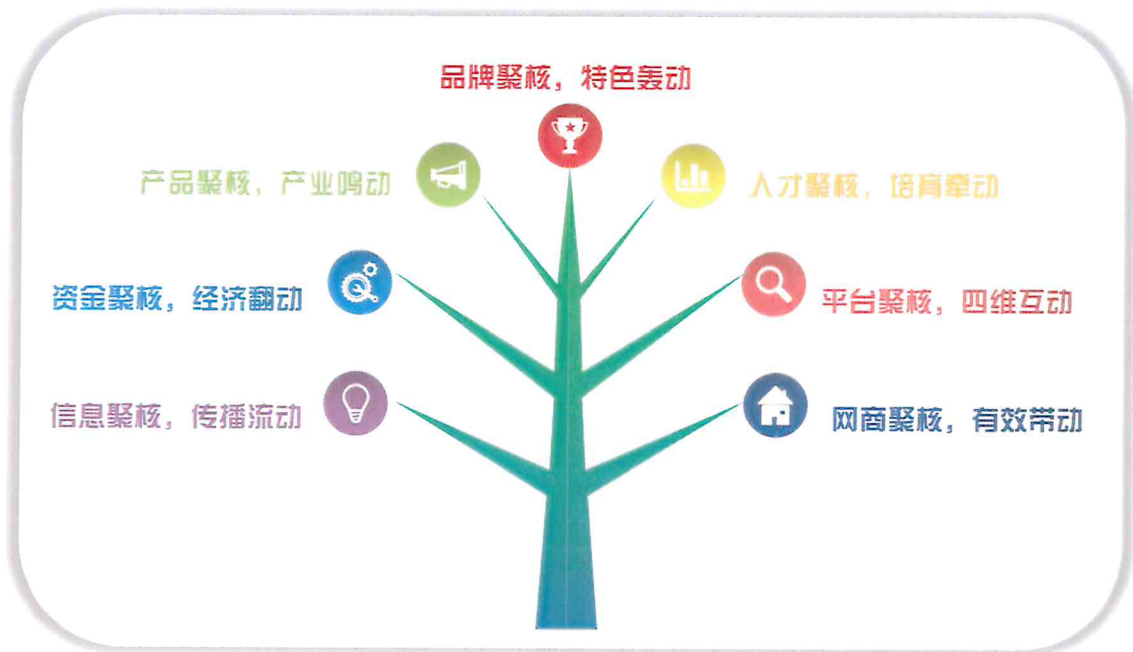 品牌聚核，特色轰动
产品聚核，产业鸣动
人才聚核，培育牵动
资金聚核，经济翻动
平台聚核，四维互动
信息聚核，传播流动
网商聚核，有效带动